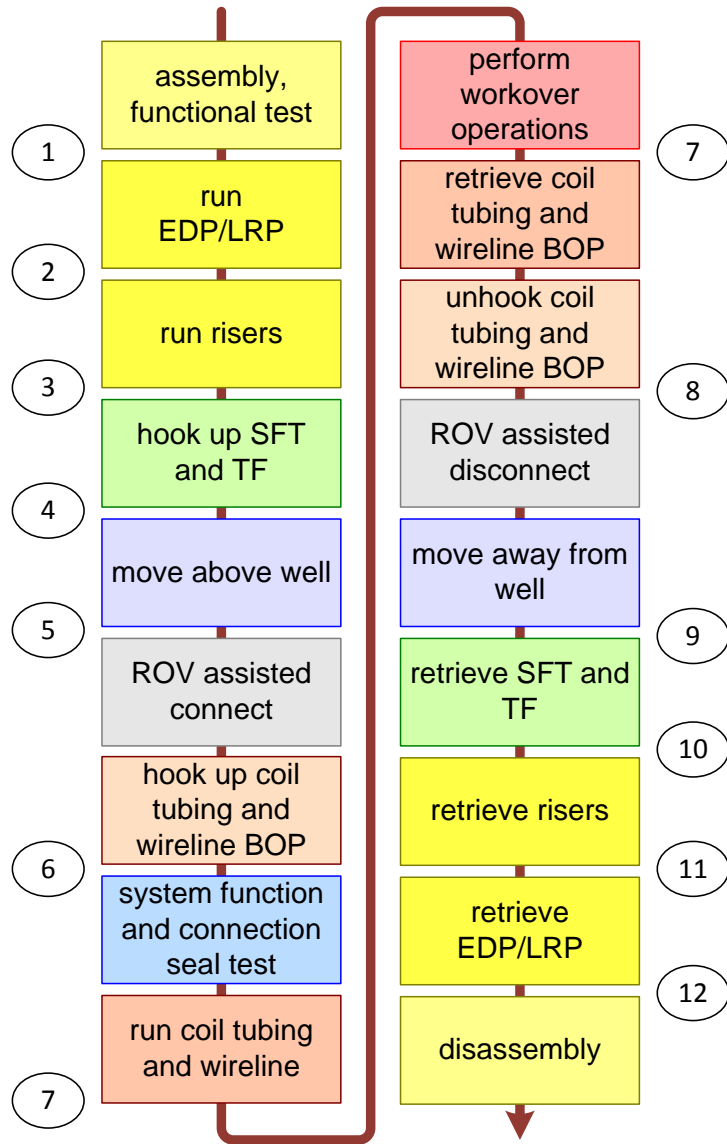 assembly,
functional test
1
run
EDP/LRP
2
run risers
3
hook up SFT
and TF
4
move above well
5
ROV assisted
connect
hook up coil
tubing and
wireline BOP
6
system function
and connection
seal test
run coil tubing
and wireline
7
perform
workover
operations
7
retrieve coil
tubing and
wireline BOP
unhook coil
tubing and
wireline BOP
8
ROV assisted
disconnect
move away from
well
9
retrieve SFT and
TF
10
retrieve risers
11
retrieve
EDP/LRP
12
disassembly